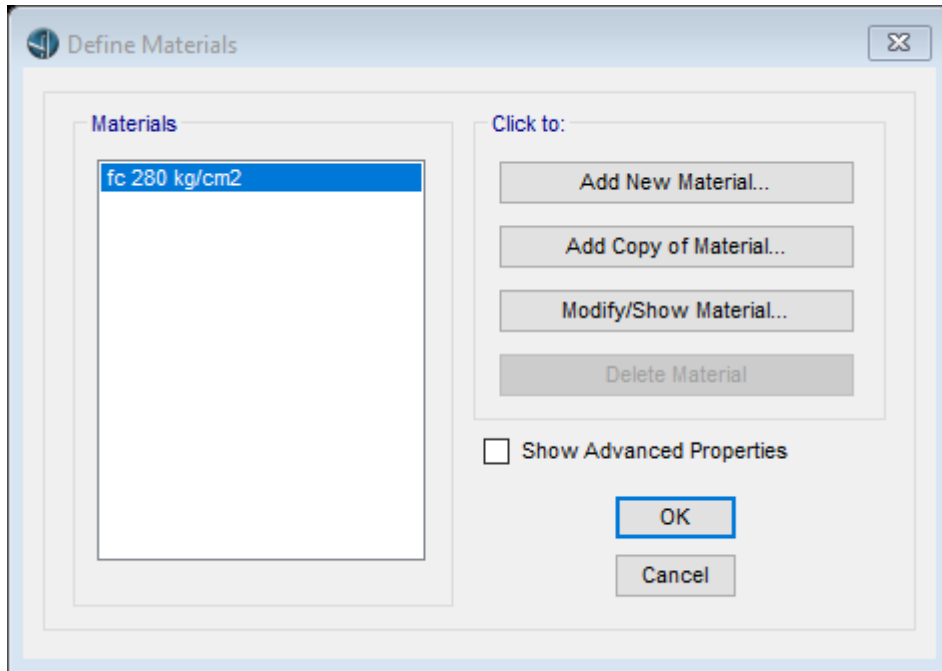 Define Materials
Materials
fc 280 kg/cm2
Click to:
Add New Material...
Add Copy of Material...
Modify/Show Material...
Delete Material
Show Advanced Properties
OK
Cancel